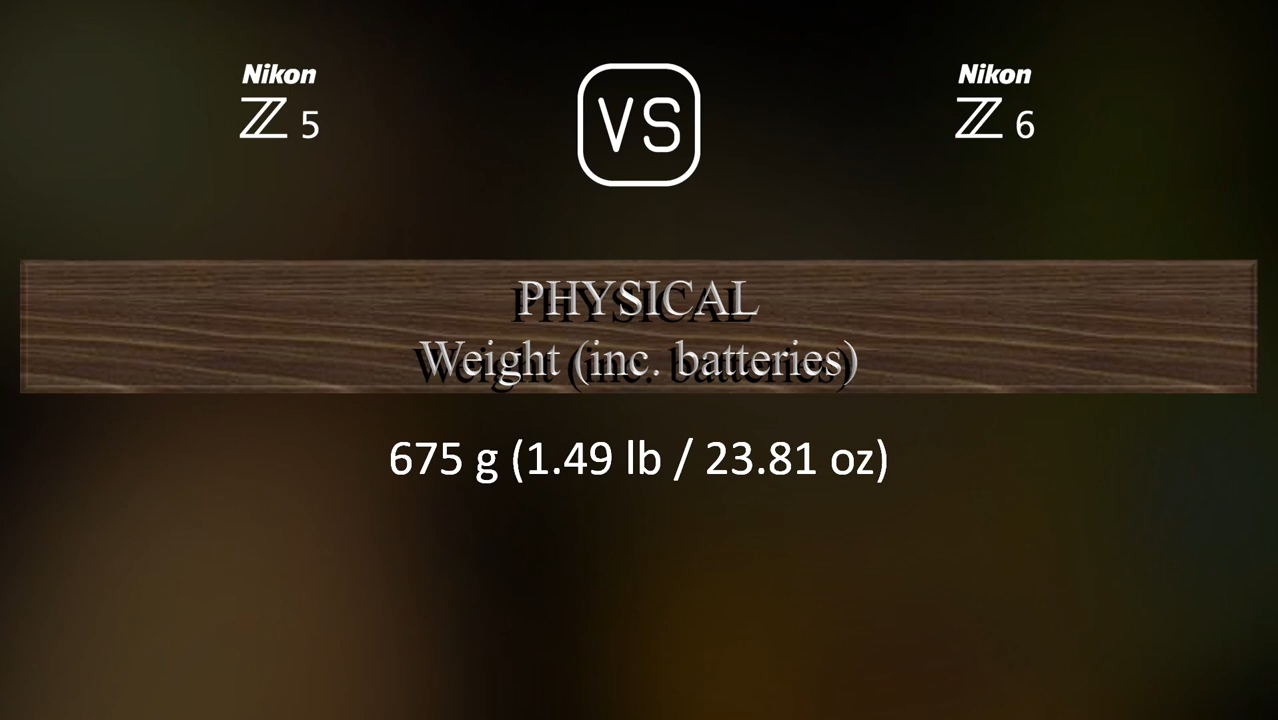 Nikon
Z 5
VS
Nikon
Z 6
PHYSICAL
Weight (inc. batteries)
675 g (1.49 lb / 23.81 oz)